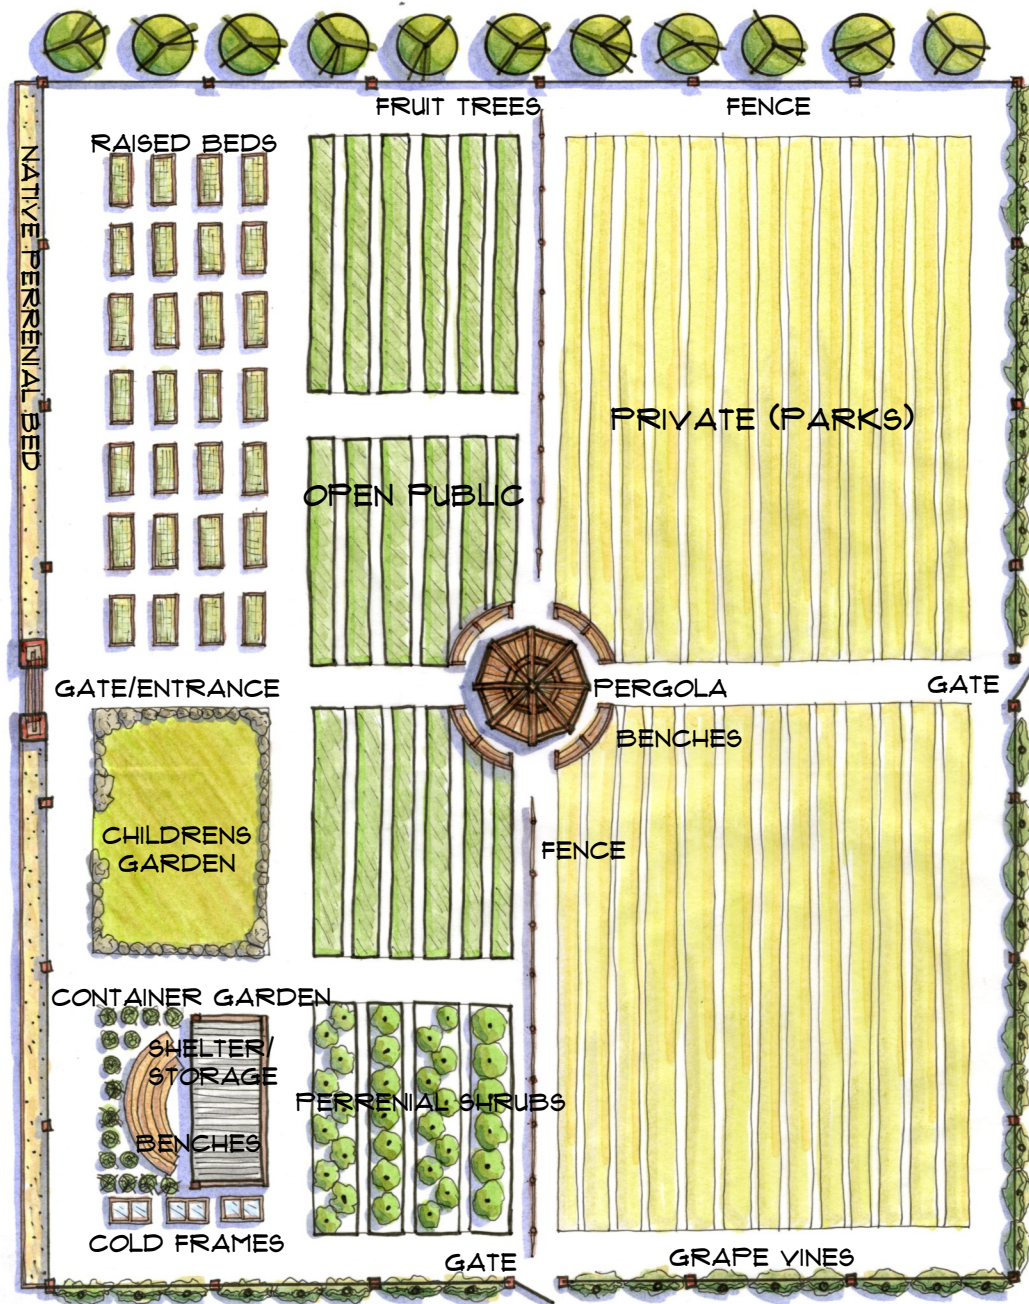 FRUIT TREES
FENCE
RAISED BEDS
NATIVE PERRENIAL BED
PRIVATE (PARKS)
OPEN PUBLIC
GATE/ENTRANCE
PERGOLA
GATE
BENCHES
CHILDRENS
GARDEN
FENCE
CONTAINER GARDEN
SHELTER/
STORAGE
PERRENIAL SHRUBS
BENCHES
COLD FRAMES
GATE
GRAPE VINES